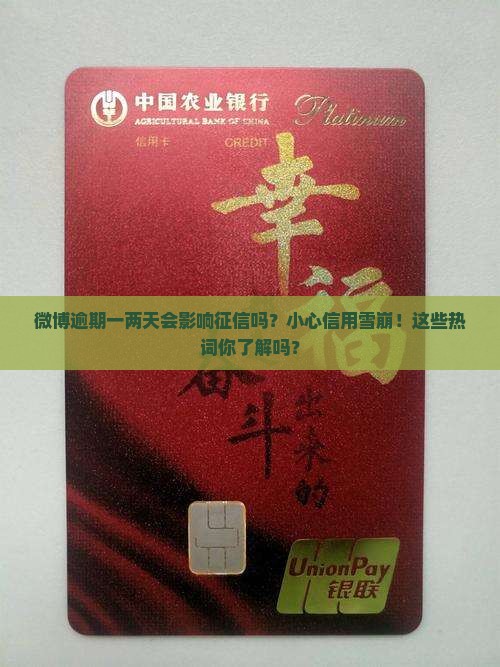 中国农业银行
AGRICULTURAL BANK OF CHINA
Platinum
信用卡
CREDIT
幸福
微博逾期一两天会影响征信吗？小心信用雪崩！这些热
词你了解吗？
奋斗
出来的
UnionPay
银联